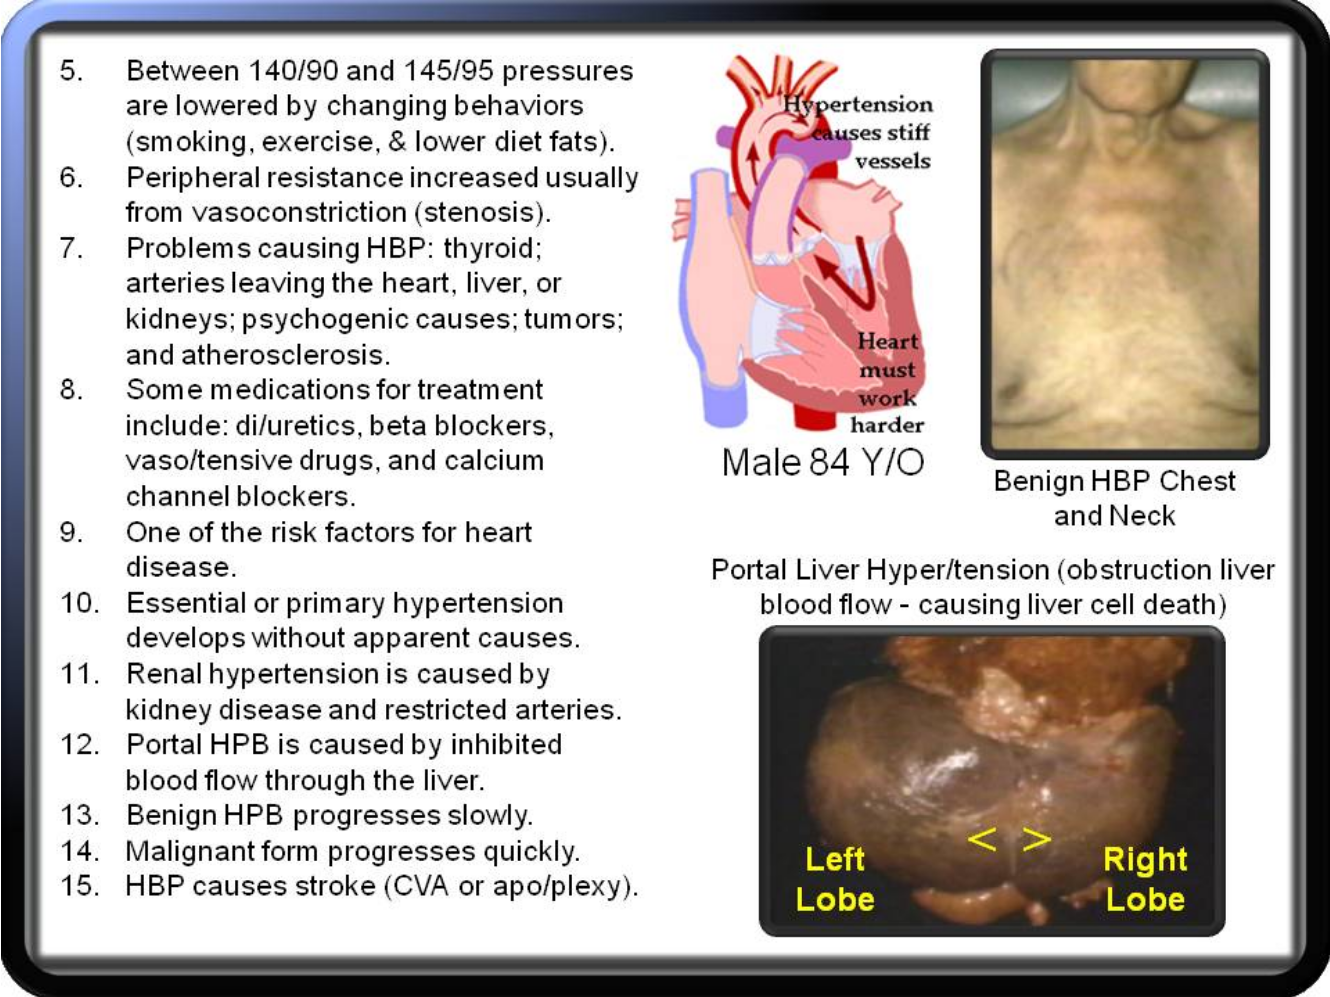 5. Between 140/90 and 145/95 pressures
are lowered by changing behaviors
(smoking, exercise, & lower diet fats).
6. Peripheral resistance increased usually
from vasoconstriction (stenosis).
7. Problems causing HBP: thyroid;
arteries leaving the heart, liver, or
kidneys; psychogenic causes; tumors;
and atherosclerosis.
8. Some medications for treatment
include: di/uretics, beta blockers,
vaso/tensive drugs, and calcium
channel blockers.
9. One of the risk factors for heart
disease.
10. Essential or primary hypertension
develops without apparent causes.
11. Renal hypertension is caused by
kidney disease and restricted arteries.
12. Portal HPB is caused by inhibited
blood flow through the liver.
13. Benign HPB progresses slowly.
14. Malignant form progresses quickly.
15. HBP causes stroke (CVA or apo/plexy).
Hypertension
causes stiff
vessels
Heart
must
work
harder
Male 84 Y/O
Benign HBP Chest
and Neck
Portal Liver Hyper/tension (obstruction liver
blood flow - causing liver cell death)
< >
Left
Lobe
Right
Lobe